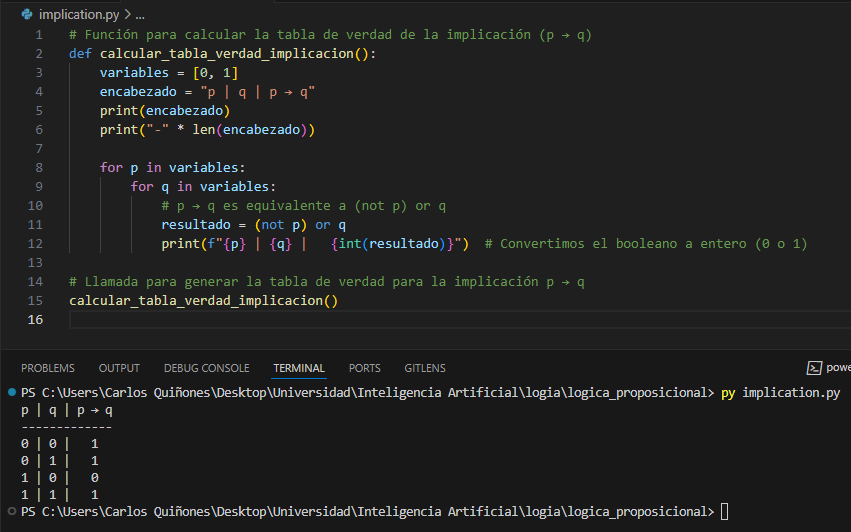 implication.py > ...
1 # Función para calcular la tabla de verdad de la implicación (p → q)
2 def calcular_tabla_verdad_implicacion():
3     variables = [0, 1]
4     encabezado = "p | q | p → q"
5     print(encabezado)
6     print("-" * len(encabezado))
7
8     for p in variables:
9         for q in variables:
10             # p → q es equivalente a (not p) or q
11             resultado = (not p) or q
12             print(f"{p} | {q} |   {int(resultado)}")  # Convertimos el booleano a entero (0 o 1)
13
14 # Llamada para generar la tabla de verdad para la implicación p → q
15 calcular_tabla_verdad_implicacion()
16
PROBLEMS OUTPUT DEBUG CONSOLE TERMINAL PORTS GITLENS powe
PS C:\Users\Carlos Quiñones\Desktop\Universidad\Inteligencia Artificial\logia\logica_proposicional> py implication.py
p | q | p → q
-------------
0 | 0 |   1
0 | 1 |   1
1 | 0 |   0
1 | 1 |   1
PS C:\Users\Carlos Quiñones\Desktop\Universidad\Inteligencia Artificial\logia\logica_proposicional>